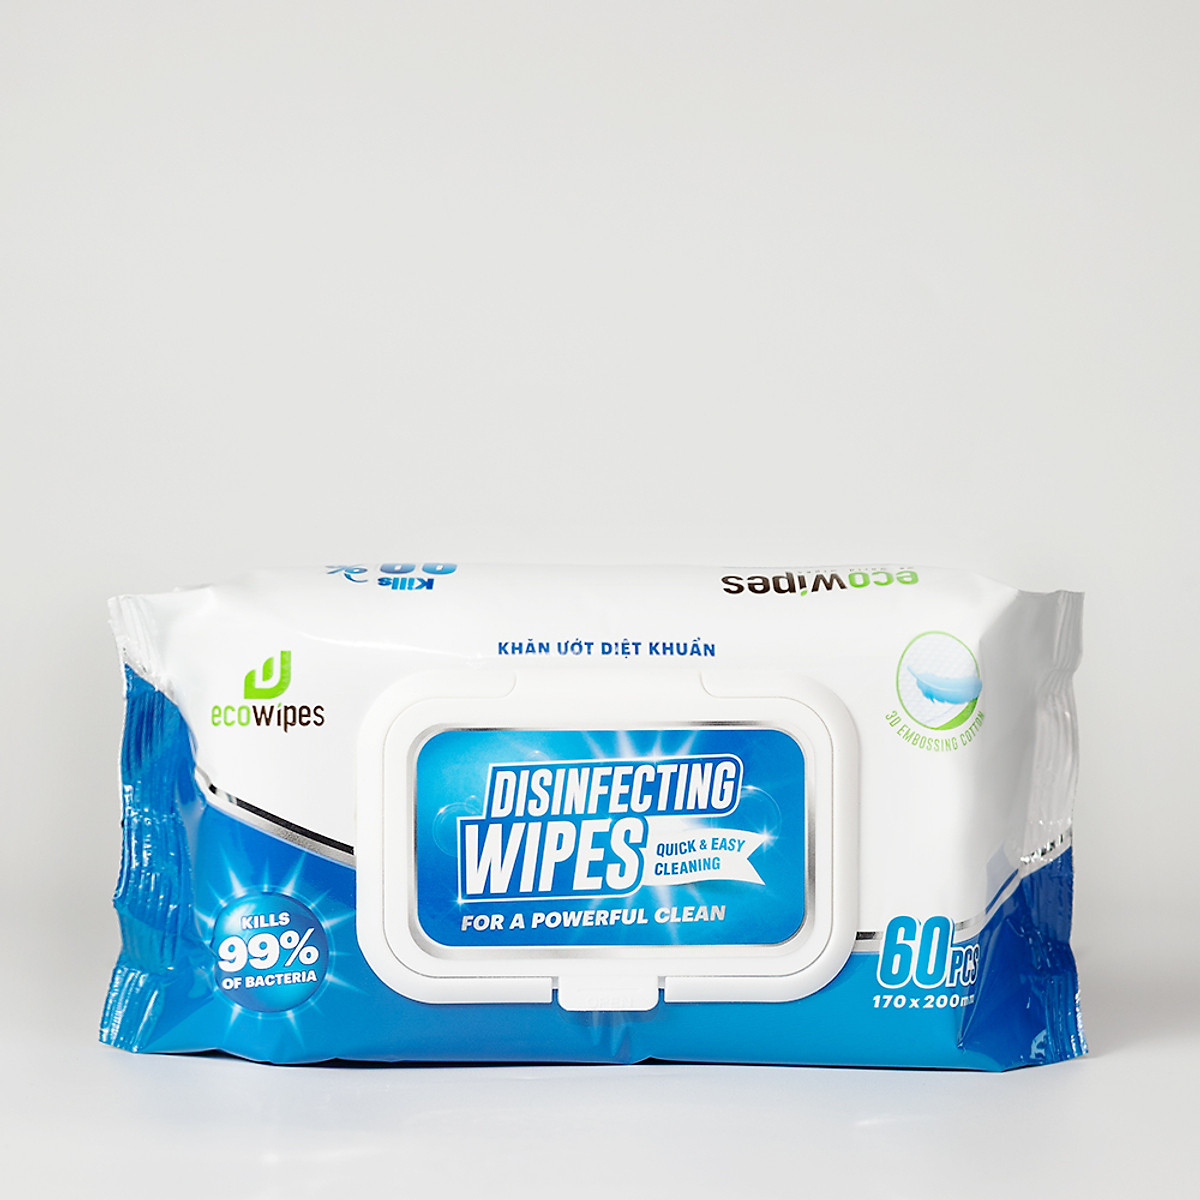 Kills
ecowipes
KHĂN ƯỚT DIỆT KHUẨN
ecowipes
3D EMBOSSING COTTON
DISINFECTING
WIPES
QUICK & EASY
CLEANING
FOR A POWERFUL CLEAN
KILLS
99%
OF BACTERIA
60PCS
170 x 200mm